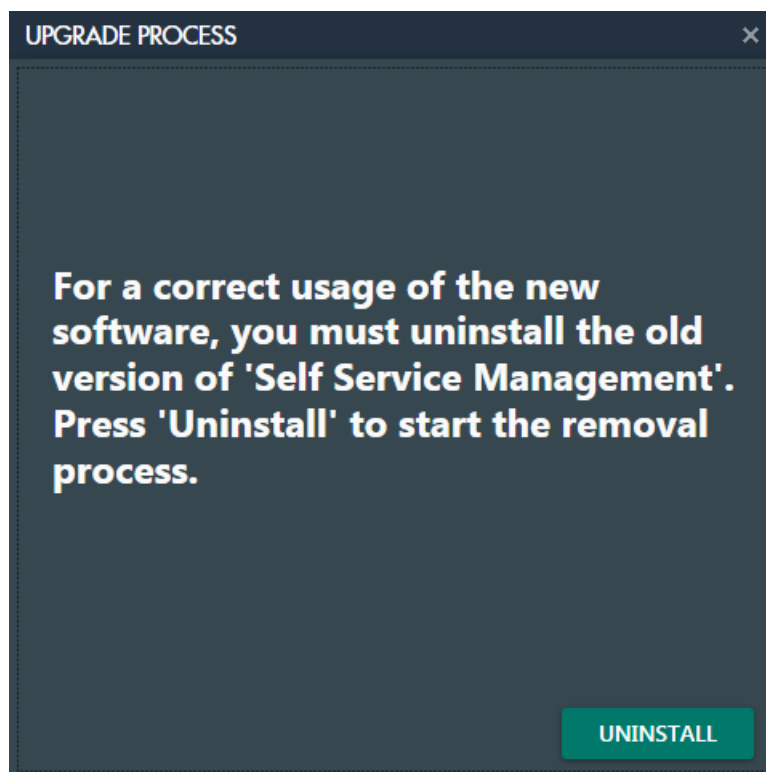 UPGRADE PROCESS ×
For a correct usage of the new
software, you must uninstall the old
version of 'Self Service Management'.
Press 'Uninstall' to start the removal
process.
UNINSTALL